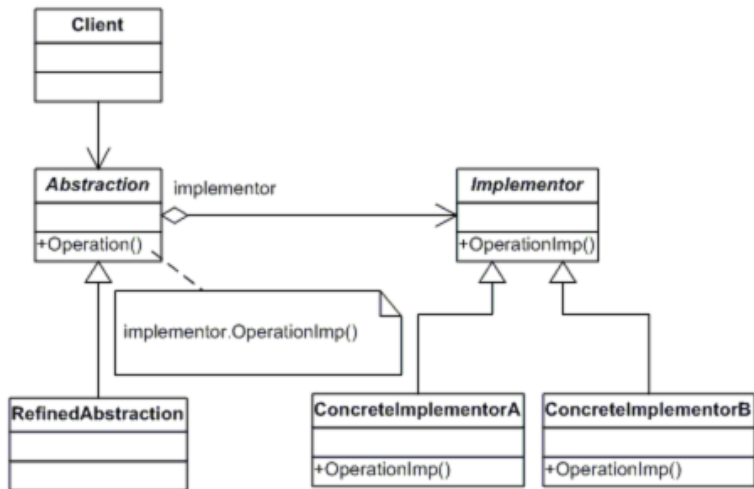 Client
Abstraction
implementor
Implementor
+Operation()
+OperationImp()
implementor.OperationImp()
RefinedAbstraction
ConcreteImplementorA
ConcreteImplementorB
+OperationImp()
+OperationImp()